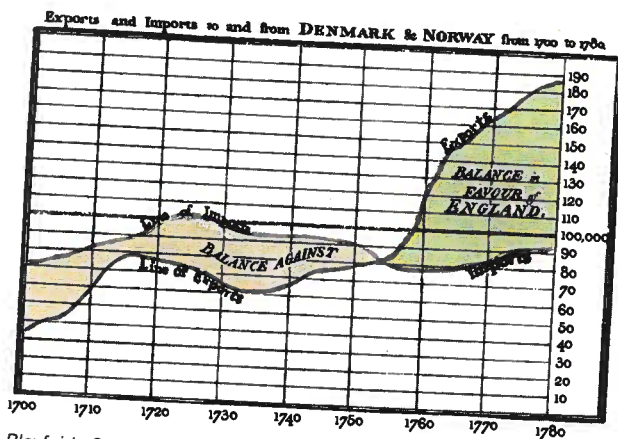 Exports and Imports to and from DENMARK & NORWAY from 1700 to 1780
190
180
170
160
150
140
130
120
110
100,000
90
80
70
60
50
40
30
20
10
Exports
BALANCE in
FAVOUR of
ENGLAND.
Imports
Line of Imports
BALANCE AGAINST
Line of Exports
1700 1710 1720 1730 1740 1750 1760 1770 1780